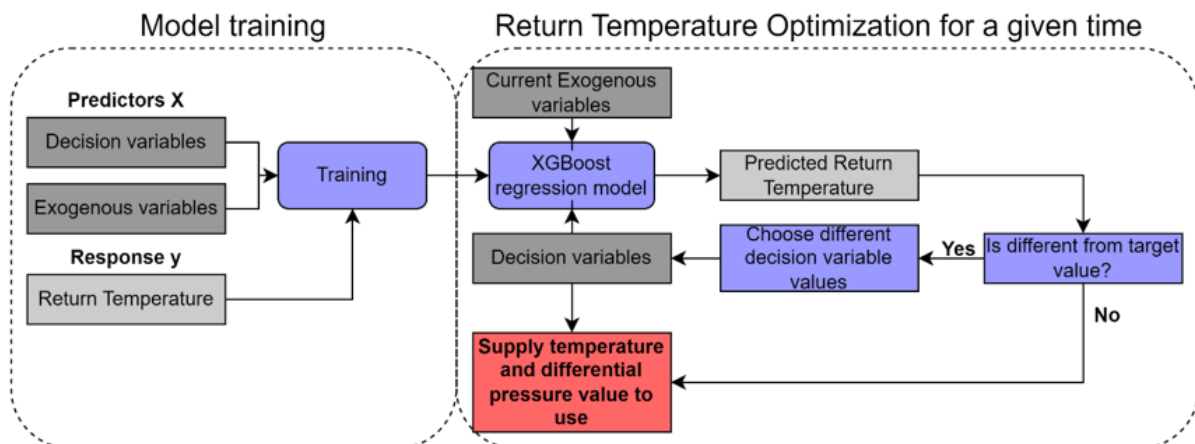 Model training
Predictors X
Decision variables
Exogenous variables
Training
Response y
Return Temperature
Return Temperature Optimization for a given time
Current Exogenous
variables
XGBoost
regression model
Predicted Return
Temperature
Decision variables
Choose different
decision variable
values
Yes
Is different from target
value?
No
Supply temperature
and differential
pressure value to
use